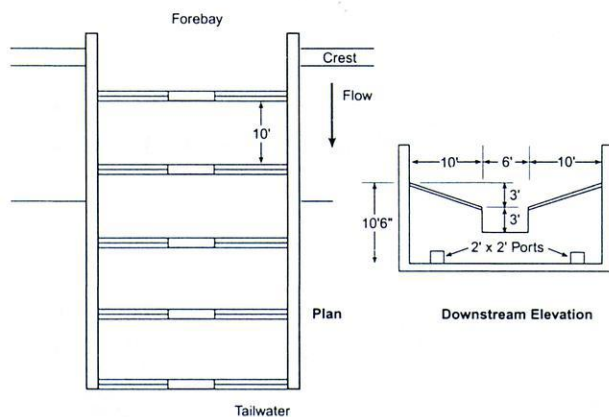 Forebay
Crest
Flow
10'
10' 6' 10'
3'
10'6"
3'
2' x 2' Ports
Plan
Downstream Elevation
Tailwater